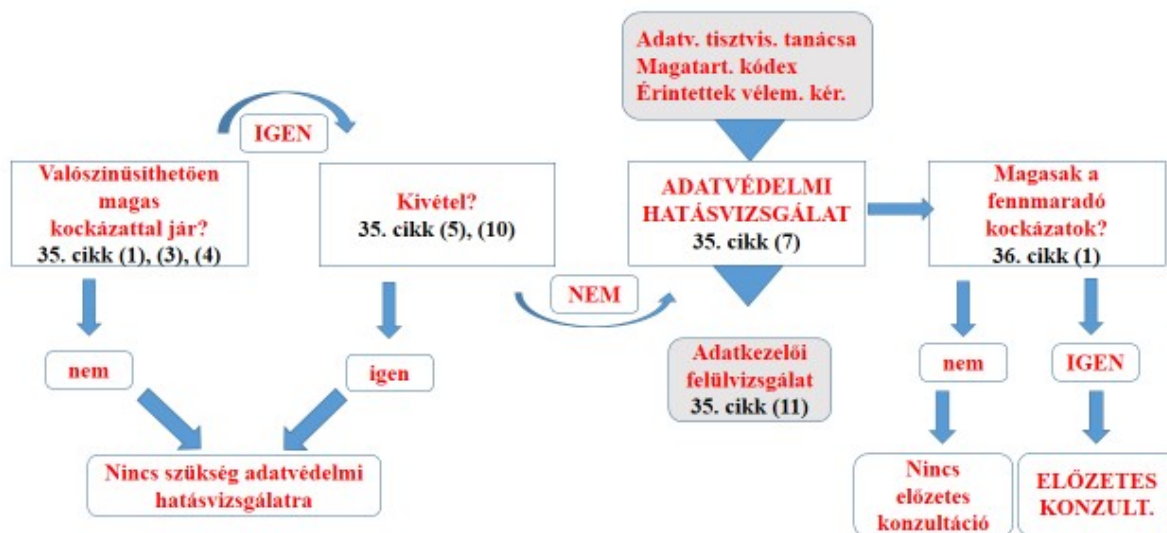 Adatv. tisztvis. tanácsa
Magatart. kódex
Érintettek vélem. kér.
IGEN
Valószínűsíthetően
magas
kockázattal jár?
35. cikk (1), (3), (4)
Kivétel?
35. cikk (5), (10)
ADATVÉDELMI
HATÁSVIZSGÁLAT
35. cikk (7)
Magasak a
fennmaradó
kockázatok?
36. cikk (1)
NEM
nem
igen
Adatkezelői
felülvizsgálat
35. cikk (11)
nem
IGEN
Nincs szükség adatvédelmi
hatásvizsgálatra
Nincs
előzetes
konzultáció
ELŐZETES
KONZULT.